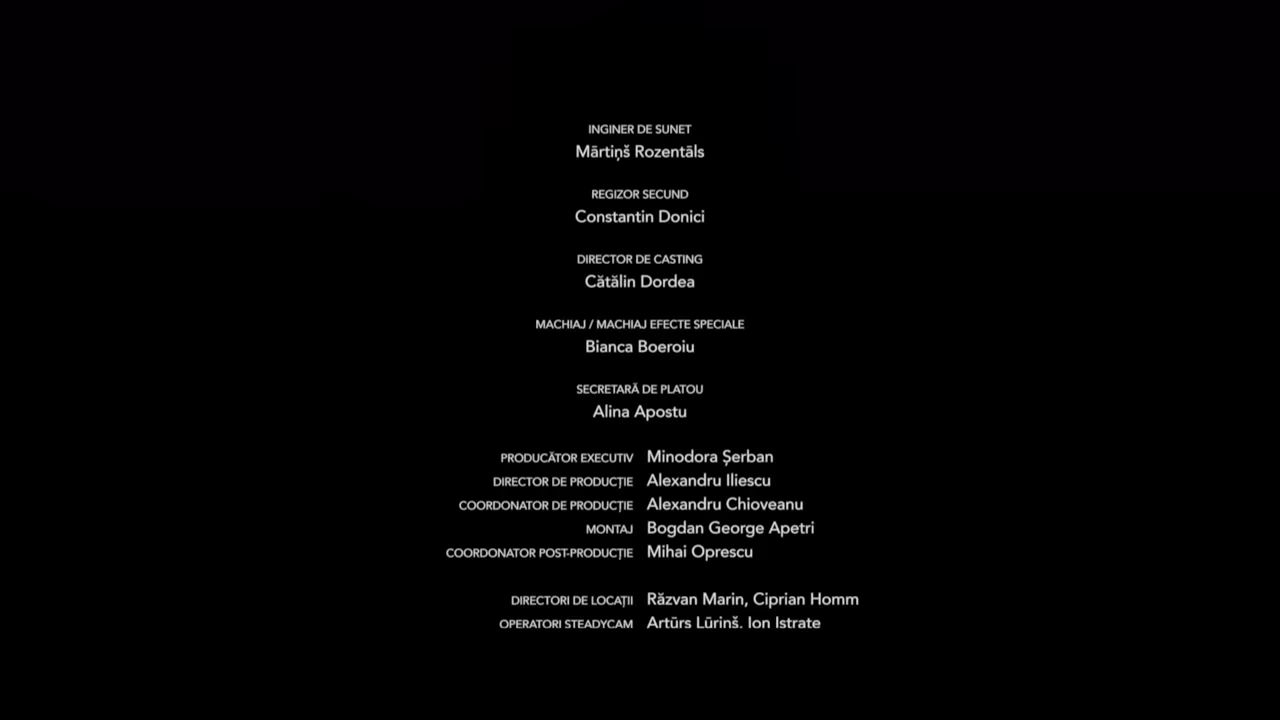 INGINER DE SUNET
Mārtiņš Rozentāls
REGIZOR SECUND
Constantin Donici
DIRECTOR DE CASTING
Cătălin Dordea
MACHIAJ / MACHIAJ EFECTE SPECIALE
Bianca Boeroiu
SECRETARĂ DE PLATOU
Alina Apostu
PRODUCĂTOR EXECUTIV Minodora Șerban
DIRECTOR DE PRODUCȚIE Alexandru Iliescu
COORDONATOR DE PRODUCȚIE Alexandru Chioveanu
MONTAJ Bogdan George Apetri
COORDONATOR POST-PRODUCȚIE Mihai Oprescu
DIRECTORI DE LOCAȚII Răzvan Marin, Ciprian Homm
OPERATORI STEADYCAM Artūrs Lūriņš, Ion Istrate